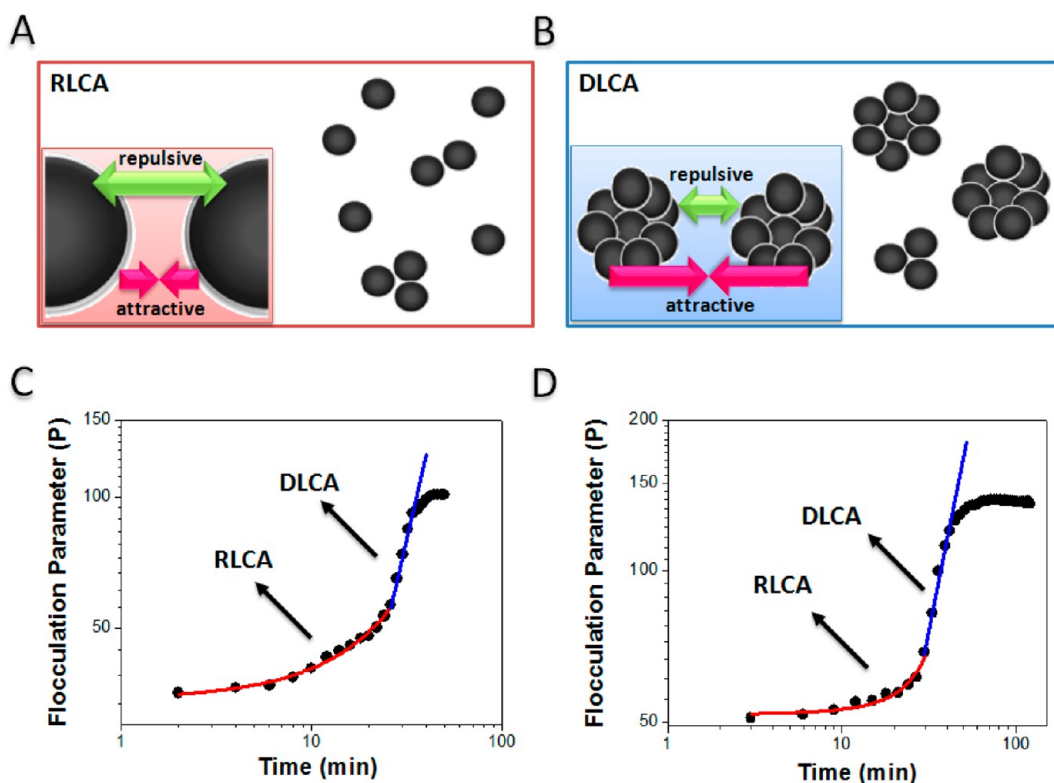 A
RLCA
repulsive
attractive
B
DLCA
repulsive
attractive
C
150
100
50
Flocculation Parameter (P)
RLCA
DLCA
1
10
100
Time (min)
D
200
100
50
Flocculation Parameter (P)
RLCA
DLCA
1
10
100
Time (min)